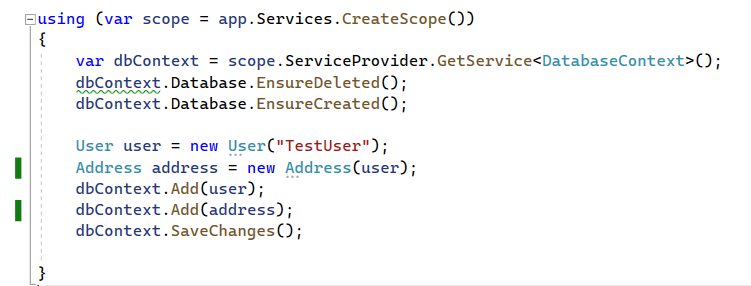 using (var scope = app.Services.CreateScope())
{
var dbContext = scope.ServiceProvider.GetService<DatabaseContext>();
dbContext.Database.EnsureDeleted();
dbContext.Database.EnsureCreated();
User user = new User("TestUser");
Address address = new Address(user);
dbContext.Add(user);
dbContext.Add(address);
dbContext.SaveChanges();
}